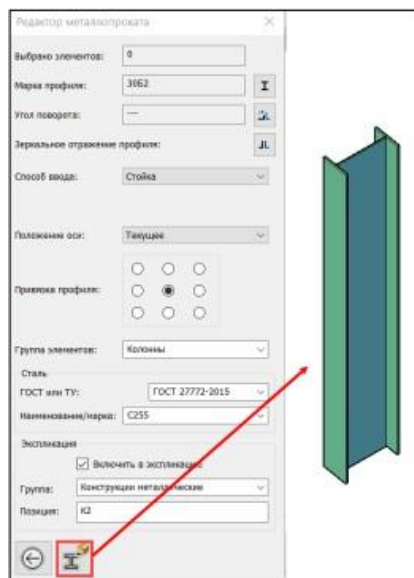 Редактор металлопроката
Выбрано элементов: 0
Марка профиля: 30Б2
Угол поворота: ---
Зеркальное отражение профиля:
Способ ввода: Стойка
Положение оси: Текущее
Привязка профиля:
Группа элементов: Колонны
Сталь
ГОСТ или ТУ: ГОСТ 27772-2015
Наименование/марка: С255
Экспликация
Включить в экспликацию
Группа: Конструкции металлические
Позиция: К2